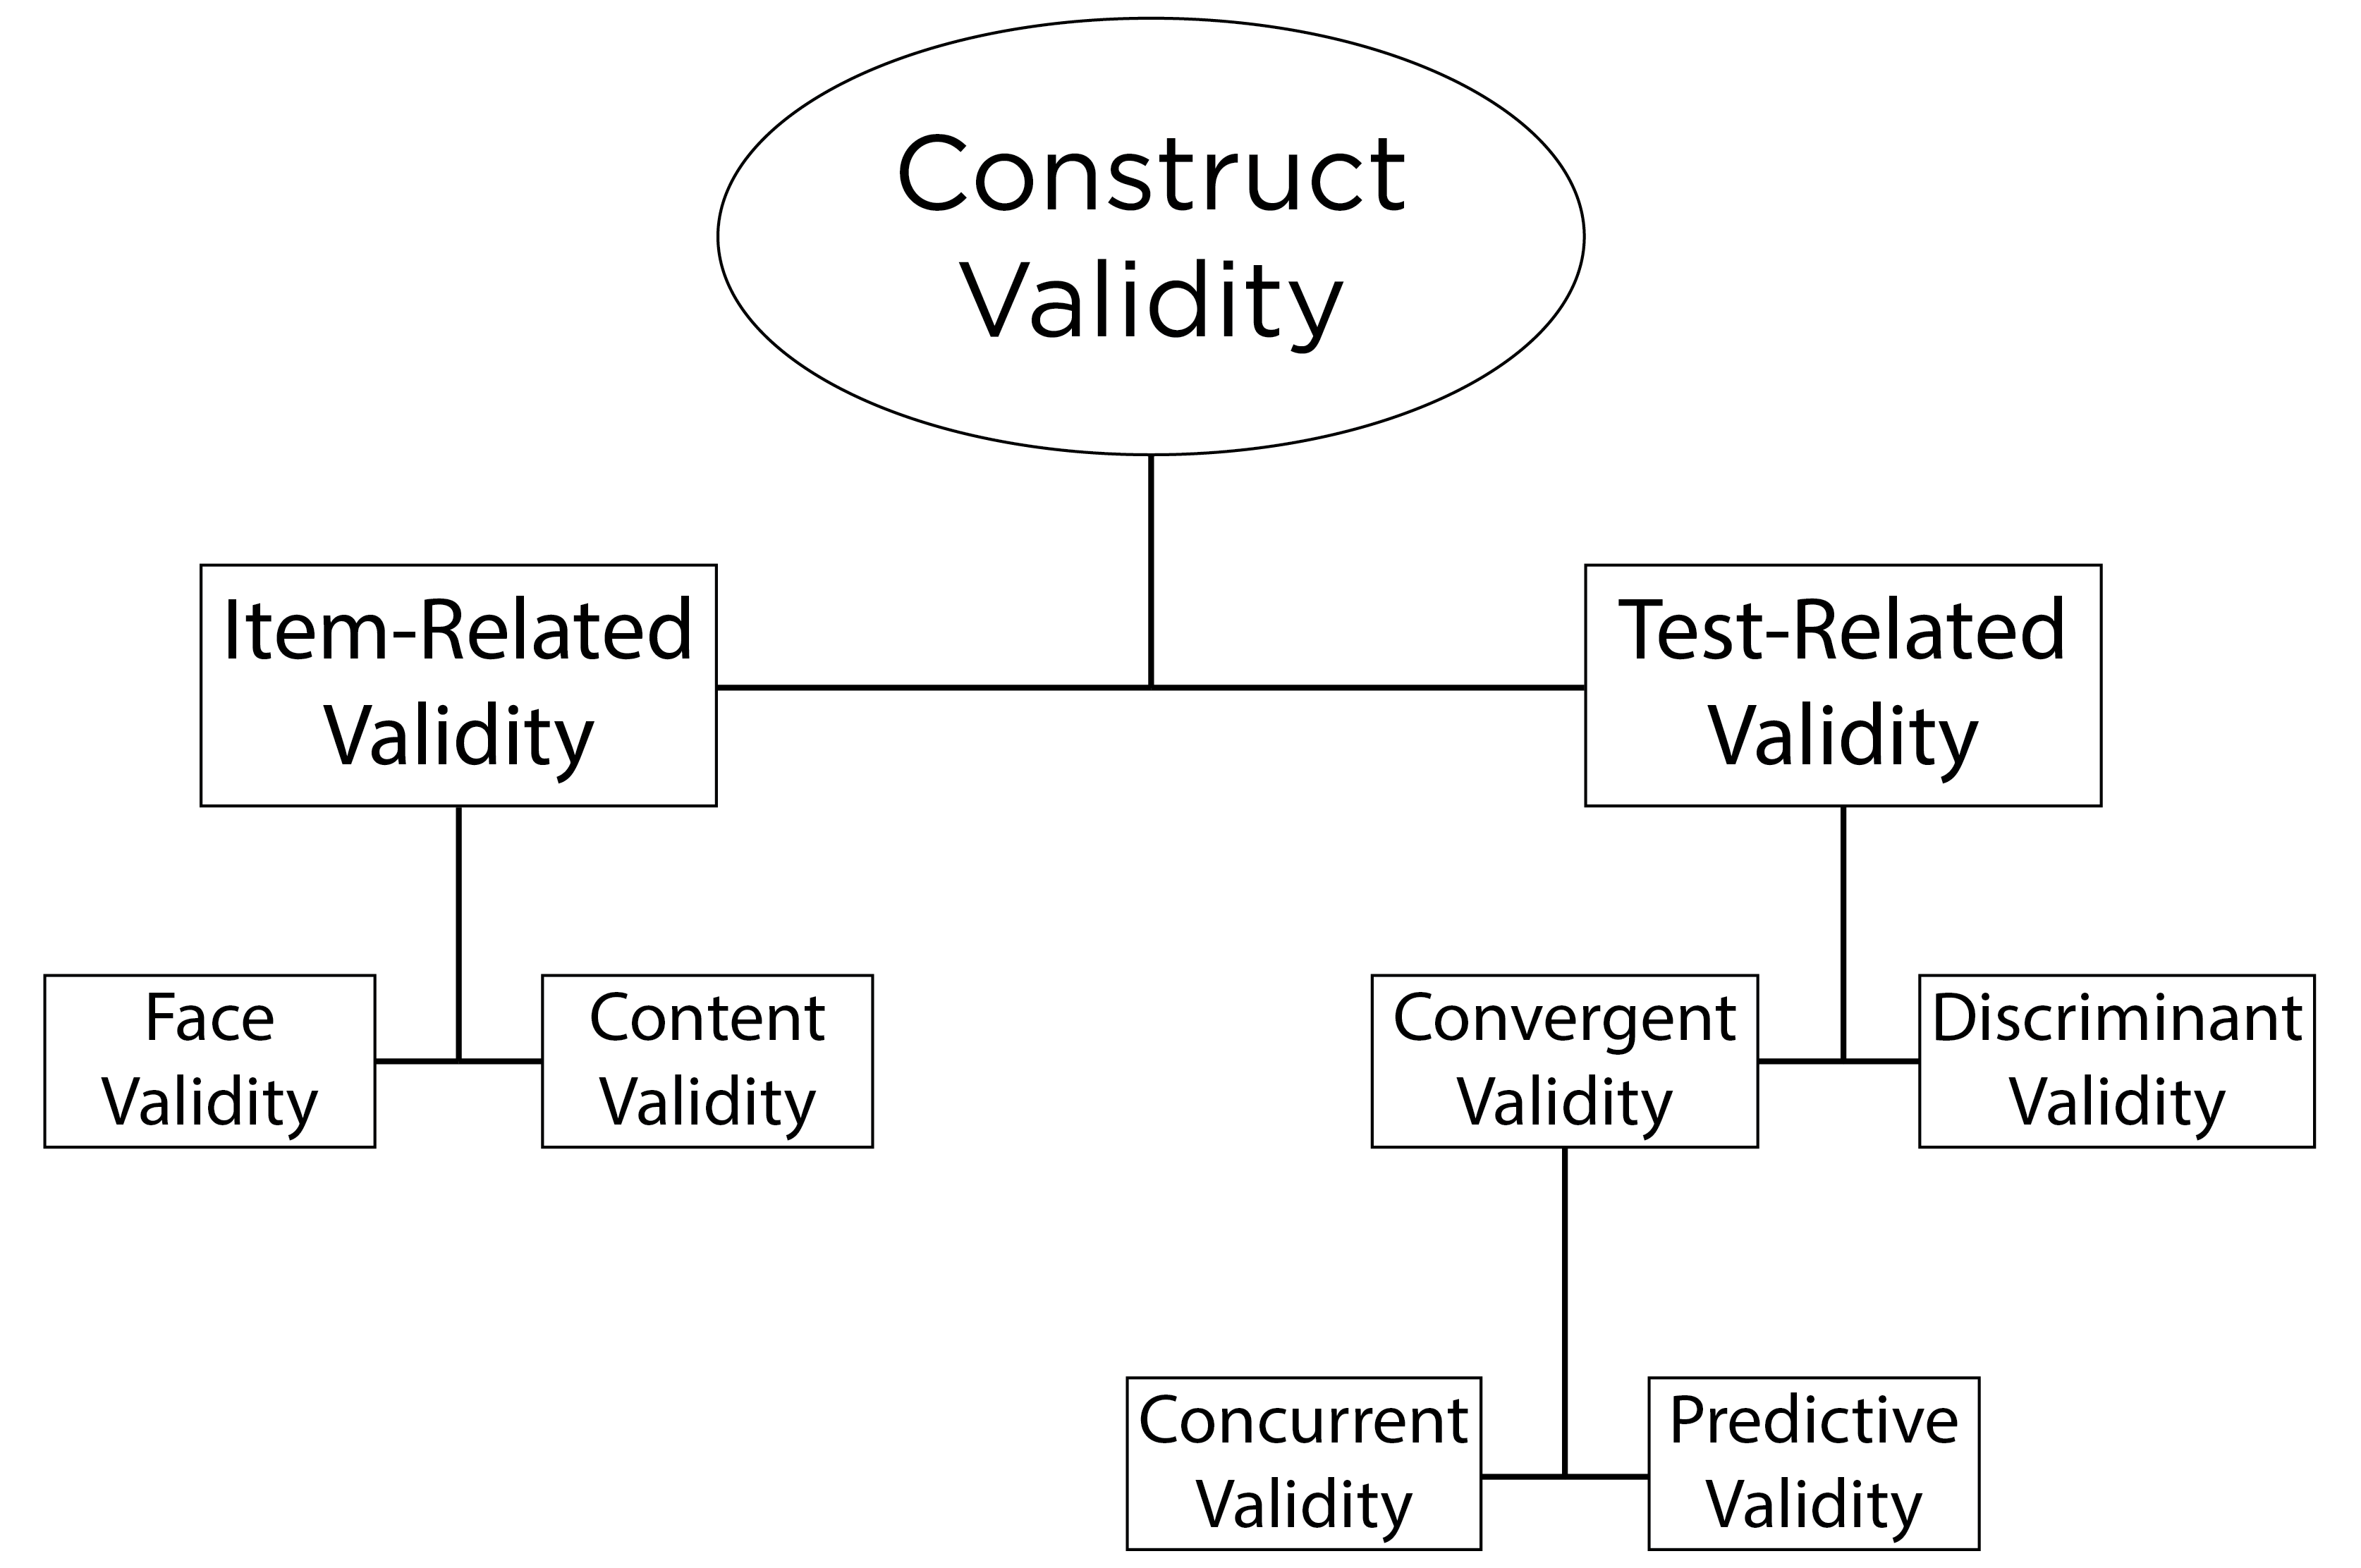 Construct
Validity
Item-Related
Validity
Test-Related
Validity
Face
Validity
Content
Validity
Convergent
Validity
Discriminant
Validity
Concurrent
Validity
Predictive
Validity